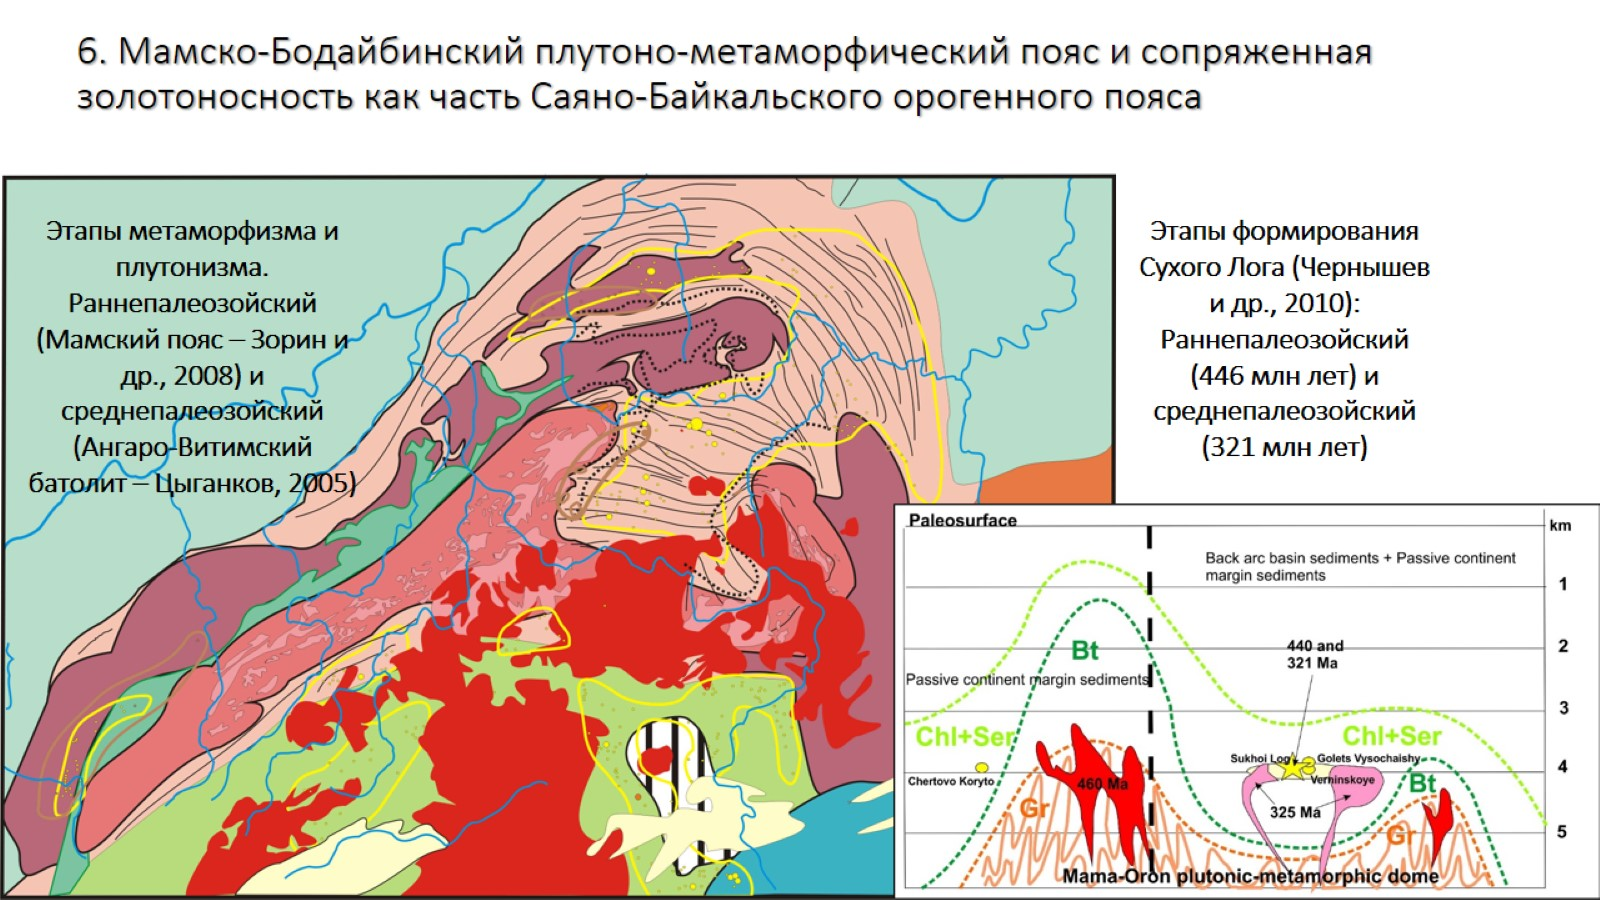 6. Мамско-Бодайбинский плутоно-метаморфический пояс и сопряженная
золотоносность как часть Саяно-Байкальского орогенного пояса
Этапы метаморфизма и
плутонизма.
Раннепалеозойский
(Мамский пояс – Зорин и
др., 2008) и
среднепалеозойский
(Ангаро-Витимский
батолит – Цыганков, 2005)
Этапы формирования
Сухого Лога (Чернышев
и др., 2010):
Раннепалеозойский
(446 млн лет) и
среднепалеозойский
(321 млн лет)
Paleosurface
km
Back arc basin sediments + Passive continent
margin sediments
1
440 and
321 Ma
2
Bt
Passive continent margin sediments
3
Chl+Ser
Chl+Ser
Sukhoi Log
Golets Vysochaishy
4
Chertovo Koryto
460 Ma
Verninskoye
Bt
Gr
325 Ma
Gr
5
Mama-Oron plutonic-metamorphic dome